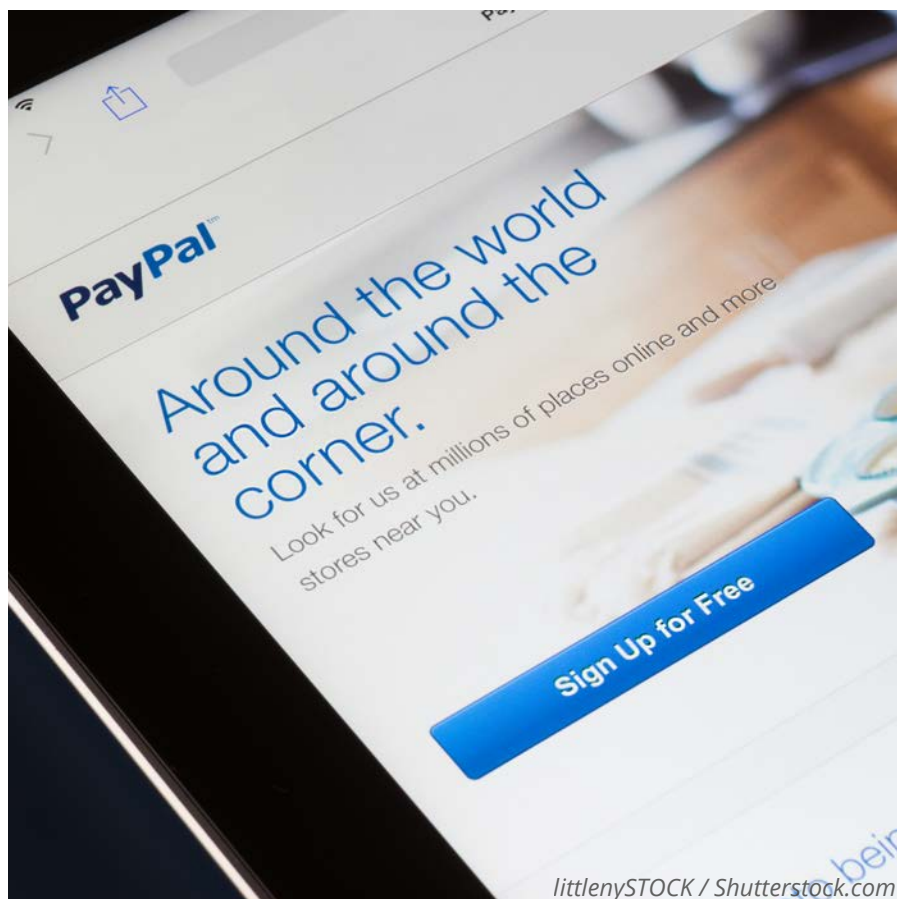 PayPal™
Around the world
and around the
corner.
Look for us at millions of places online and more
stores near you.
Sign Up for Free
littlenySTOCK / Shutterstock.com